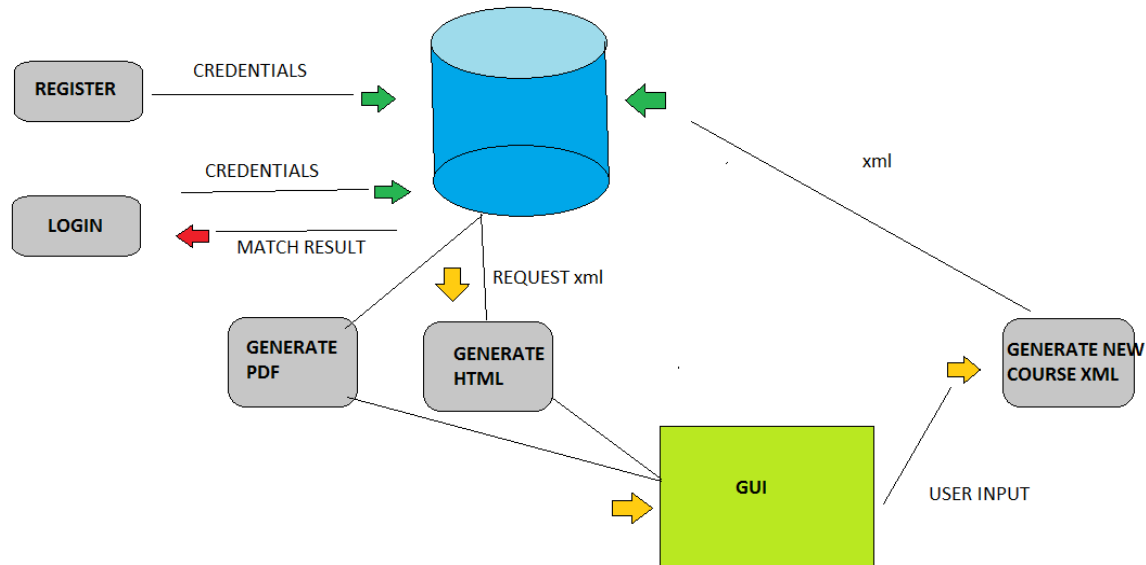 CREDENTIALS
REGISTER
CREDENTIALS
xml
LOGIN
MATCH RESULT
REQUEST xml
GENERATE
PDF
GENERATE
HTML
GENERATE NEW
COURSE XML
GUI
USER INPUT